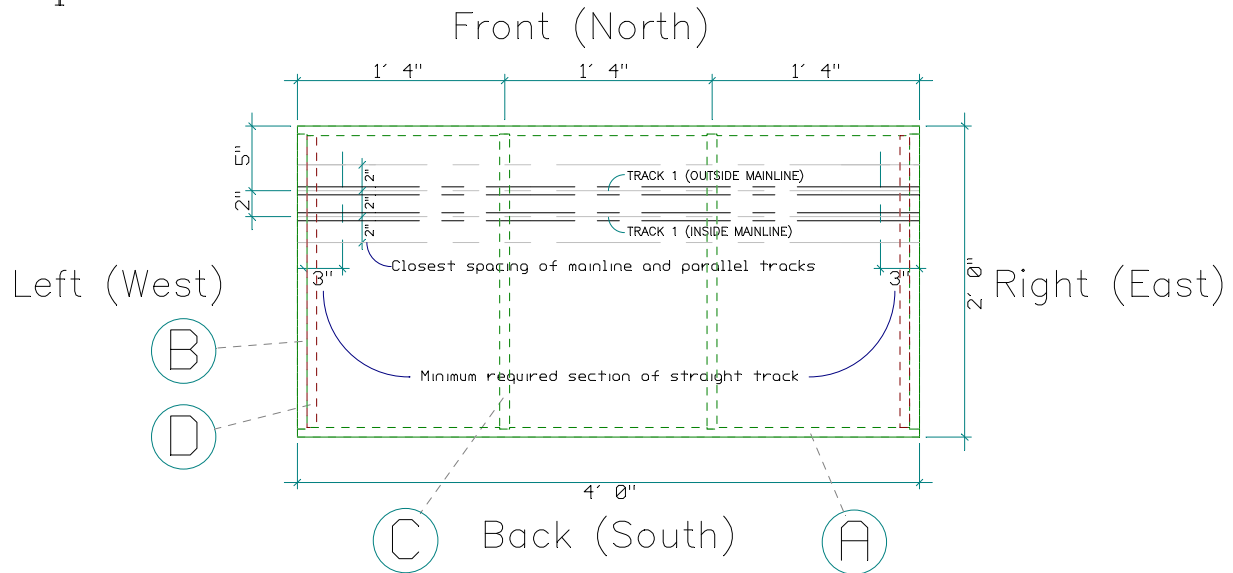 Front (North)
1' 4"
1' 4"
1' 4"
5"
2"
2"
2"
2"
TRACK 1 (OUTSIDE MAINLINE)
TRACK 1 (INSIDE MAINLINE)
Closest spacing of mainline and parallel tracks
Left (West)
3"
3"
2' 0"
Right (East)
B
Minimum required section of straight track
D
4' 0"
C
Back (South)
A